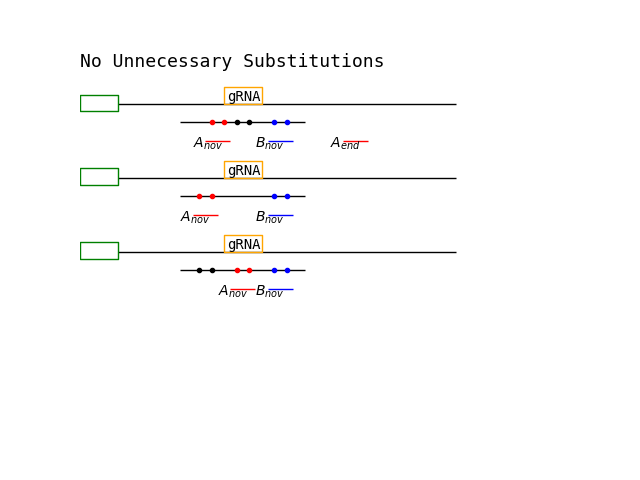 No Unnecessary Substitutions
gRNA
A_nov B_nov A_end
gRNA
A_nov B_nov
gRNA
A_nov B_nov